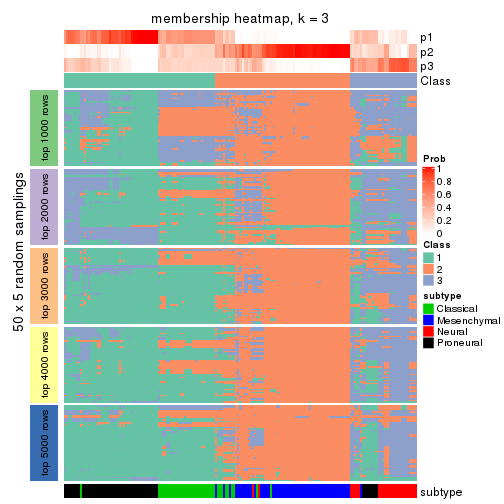 membership heatmap, k = 3
p1
p2
p3
Class
50 x 5 random samplings
top 1000 rows
top 2000 rows
top 3000 rows
top 4000 rows
top 5000 rows
Prob
1
0.8
0.6
0.4
0.2
0
Class
1
2
3
subtype
Classical
Mesenchymal
Neural
Proneural
subtype